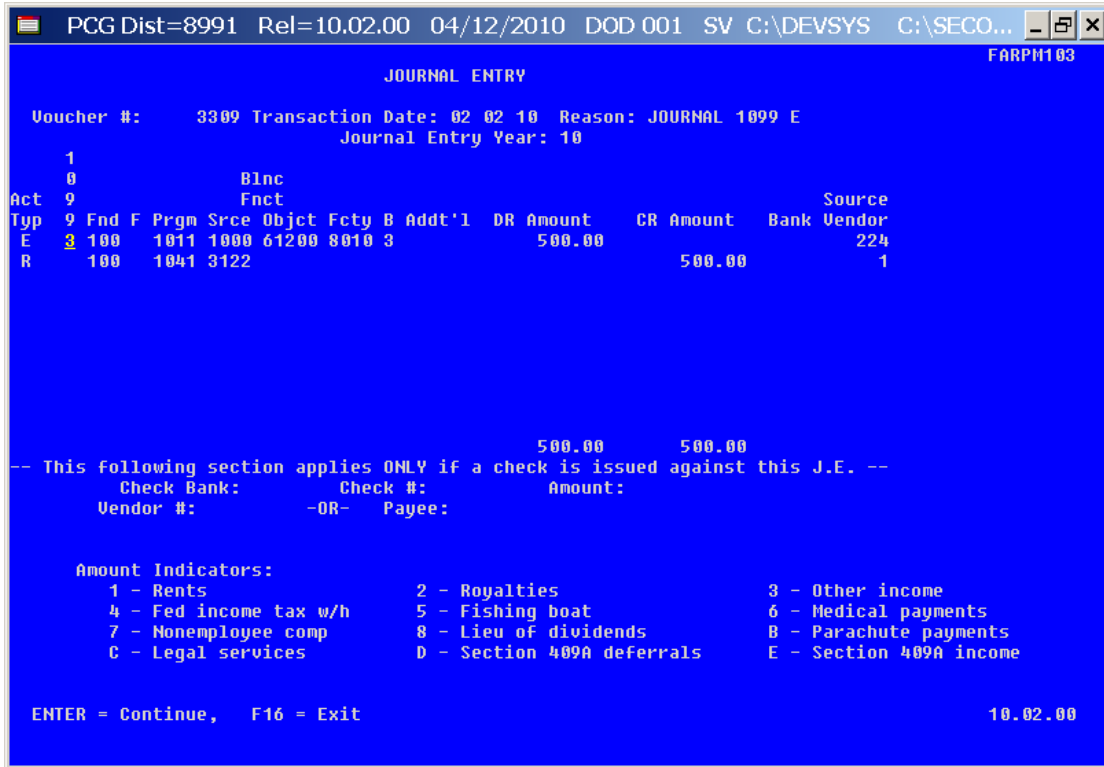 PCG Dist=8991 Rel=10.02.00 04/12/2010 DOD 001 SV C:\DEVSYS C:\SECO...
FARPM103
JOURNAL ENTRY
Voucher #: 3309 Transaction Date: 02 02 10 Reason: JOURNAL 1099 E
Journal Entry Year: 10
1
0 Blnc
Act 9 Fnct Source
Typ 9 Fnd F Prgm Srce Objct Fcty B Addt'l DR Amount CR Amount Bank Vendor
E 3 100 1011 1000 61200 8010 3 500.00 224
R 100 1041 3122 500.00 1
500.00 500.00
-- This following section applies ONLY if a check is issued against this J.E. --
Check Bank: Check #: Amount:
Vendor #: -OR- Payee:
Amount Indicators:
1 - Rents 2 - Royalties 3 - Other income
4 - Fed income tax w/h 5 - Fishing boat 6 - Medical payments
7 - Nonemployee comp 8 - Lieu of dividends B - Parachute payments
C - Legal services D - Section 409A deferrals E - Section 409A income
ENTER = Continue, F16 = Exit 10.02.00